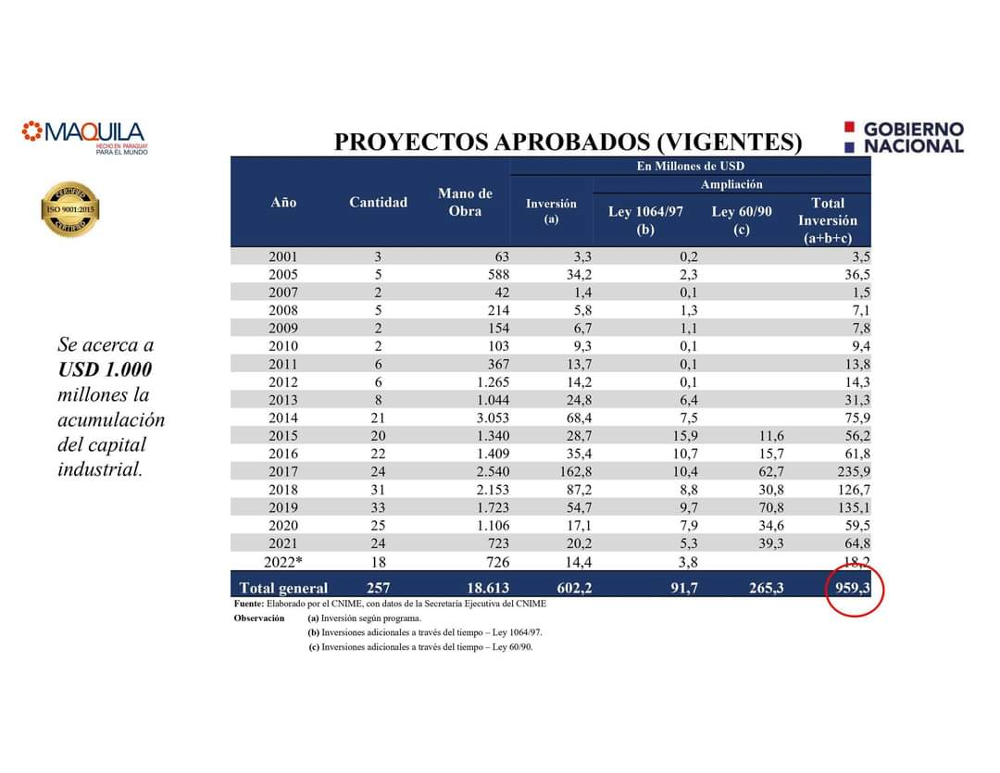 MAQUILA
HECHO EN PARAGUAY
PARA EL MUNDO
CERTIFIED
ISO 9001:2015
CERTIFIED
GOBIERNO
NACIONAL
PROYECTOS APROBADOS (VIGENTES)
Se acerca a
USD 1.000
millones la
acumulación
del capital
industrial.
En Millones de USD
Ampliación
Año Cantidad Mano de Obra Inversión (a) Ley 1064/97 (b) Ley 60/90 (c) Total Inversión (a+b+c)
2001 3 63 3,3 0,2 3,5
2005 5 588 34,2 2,3 36,5
2007 2 42 1,4 0,1 1,5
2008 5 214 5,8 1,3 7,1
2009 2 154 6,7 1,1 7,8
2010 2 103 9,3 0,1 9,4
2011 6 367 13,7 0,1 13,8
2012 6 1.265 14,2 0,1 14,3
2013 8 1.044 24,8 6,4 31,3
2014 21 3.053 68,4 7,5 75,9
2015 20 1.340 28,7 15,9 11,6 56,2
2016 22 1.409 35,4 10,7 15,7 61,8
2017 24 2.540 162,8 10,4 62,7 235,9
2018 31 2.153 87,2 8,8 30,8 126,7
2019 33 1.723 54,7 9,7 70,8 135,1
2020 25 1.106 17,1 7,9 34,6 59,5
2021 24 723 20,2 5,3 39,3 64,8
2022* 18 726 14,4 3,8 18,2
Total general 257 18.613 602,2 91,7 265,3 959,3
Fuente: Elaborado por el CNIME, con datos de la Secretaría Ejecutiva del CNIME
Observación (a) Inversión según programa.
(b) Inversiones adicionales a través del tiempo – Ley 1064/97.
(c) Inversiones adicionales a través del tiempo – Ley 60/90.